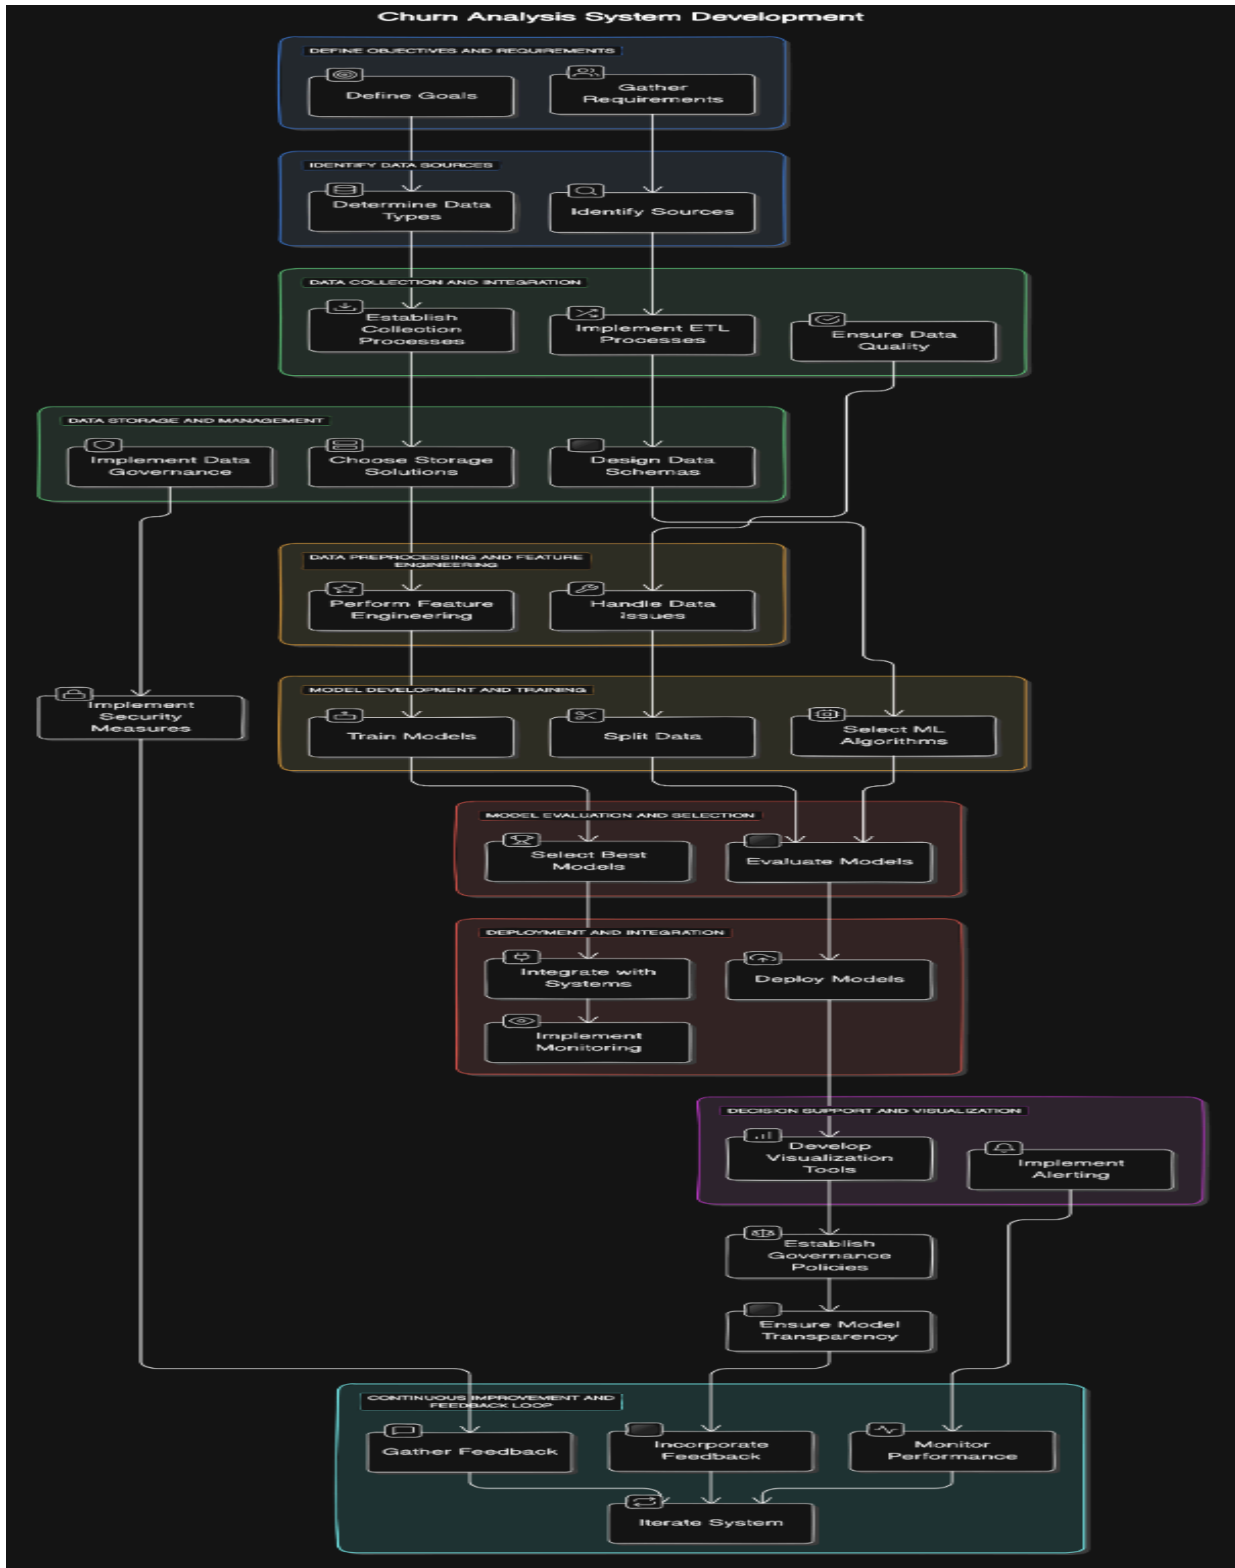 Churn Analysis System Development
DEFINE OBJECTIVES AND REQUIREMENTS
Define Goals
Gather
Requirements
IDENTIFY DATA SOURCES
Determine Data
Types
Identify Sources
DATA COLLECTION AND INTEGRATION
Establish
Collection
Processes
Implement ETL
Processes
Ensure Data
Quality
DATA STORAGE AND MANAGEMENT
Implement Data
Governance
Choose Storage
Solutions
Design Data
Schemas
DATA PREPROCESSING AND FEATURE
ENGINEERING
Perform Feature
Engineering
Handle Data
Issues
Implement
Security
Measures
MODEL DEVELOPMENT AND TRAINING
Train Models
Split Data
Select ML
Algorithms
MODEL EVALUATION AND SELECTION
Select Best
Models
Evaluate Models
DEPLOYMENT AND INTEGRATION
Integrate with
Systems
Deploy Models
Implement
Monitoring
DECISION SUPPORT AND VISUALIZATION
Develop
Visualization
Tools
Implement
Alerting
Establish
Governance
Policies
Ensure Model
Transparency
CONTINUOUS IMPROVEMENT AND
FEEDBACK LOOP
Gather Feedback
Incorporate
Feedback
Monitor
Performance
Iterate System